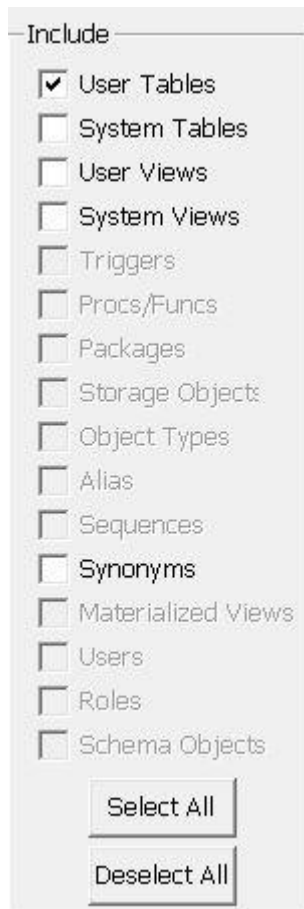 Include
User Tables
System Tables
User Views
System Views
Triggers
Procs/Funcs
Packages
Storage Objects
Object Types
Alias
Sequences
Synonyms
Materialized Views
Users
Roles
Schema Objects
Select All
Deselect All